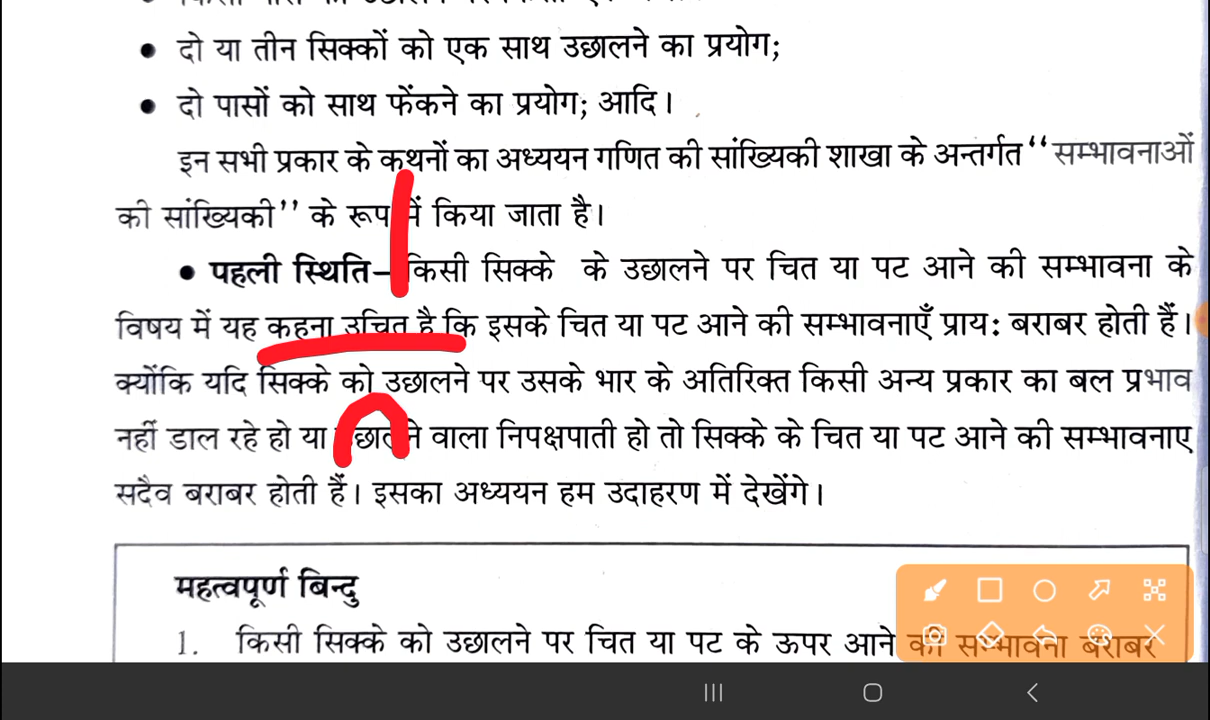 • दो या तीन सिक्कों को एक साथ उछालने का प्रयोग;
• दो पासों को साथ फेंकने का प्रयोग; आदि।
इन सभी प्रकार के कथनों का अध्ययन गणित की सांख्यिकी शाखा के अन्तर्गत ‘‘सम्भावनाओं
की सांख्यिकी’’ के रूप में किया जाता है।
• पहली स्थिति– किसी सिक्के के उछालने पर चित या पट आने की सम्भावना के
विषय में यह कहना उचित है कि इसके चित या पट आने की सम्भावनाएँ प्राय: बराबर होती हैं।
क्योंकि यदि सिक्के को उछालने पर उसके भार के अतिरिक्त किसी अन्य प्रकार का बल प्रभाव
नहीं डाल रहे हो या उछालने वाला निपक्षपाती हो तो सिक्के के चित या पट आने की सम्भावनाए
सदैव बराबर होती हैं। इसका अध्ययन हम उदाहरण में देखेंगे।
महत्वपूर्ण बिन्दु
1. किसी सिक्के को उछालने पर चित या पट के ऊपर आने की सम्भावना बराबर